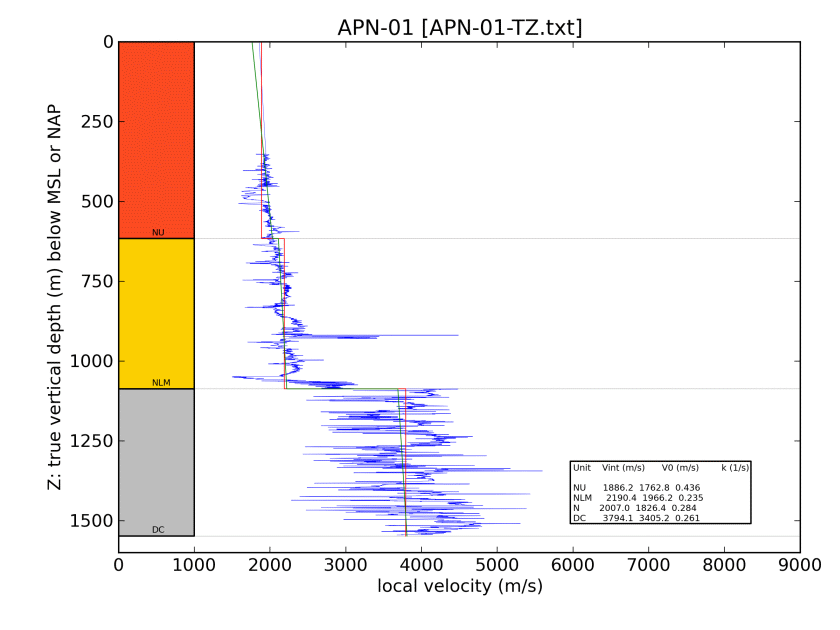 APN-01 [APN-01-TZ.txt]
0
250
500
750
1000
1250
1500
Z: true vertical depth (m) below MSL or NAP
NU
NLM
DC
Unit Vint (m/s) V0 (m/s) k (1/s)
NU 1886.2 1762.8 0.436
NLM 2190.4 1966.2 0.235
N 2007.0 1826.4 0.284
DC 3794.1 3405.2 0.261
0 1000 2000 3000 4000 5000 6000 7000 8000 9000
local velocity (m/s)